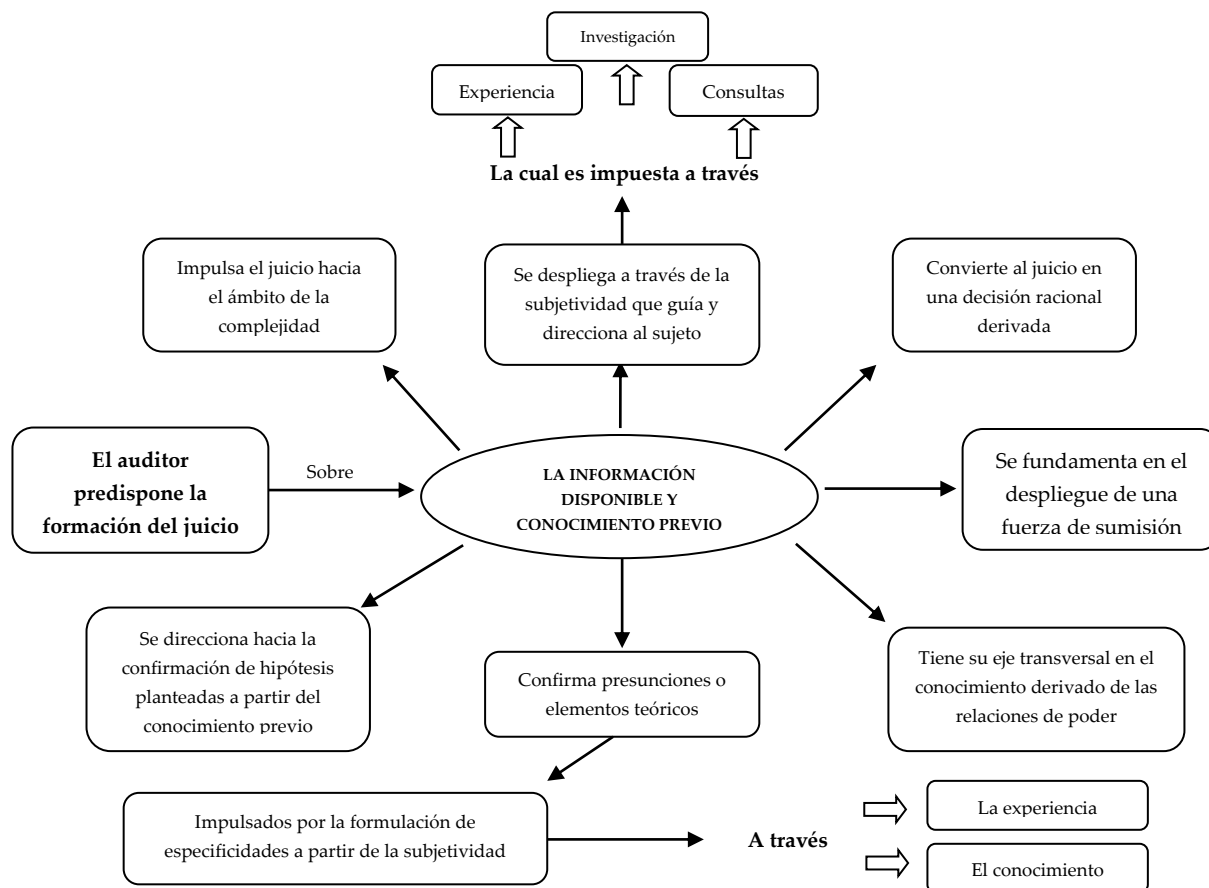 Investigación
Experiencia
Consultas
La cual es impuesta a través
Impulsa el juicio hacia
el ámbito de la
complejidad
Se despliega a través de la
subjetividad que guía y
direcciona al sujeto
Convierte al juicio en
una decisión racional
derivada
El auditor
predispone la
formación del juicio
Sobre
LA INFORMACIÓN
DISPONIBLE Y
CONOCIMIENTO PREVIO
Se fundamenta en el
despliegue de una
fuerza de sumisión
Se direcciona hacia la
confirmación de hipótesis
planteadas a partir del
conocimiento previo
Confirma presunciones o
elementos teóricos
Tiene su eje transversal en el
conocimiento derivado de las
relaciones de poder
Impulsados por la formulación de
especificidades a partir de la subjetividad
A través
La experiencia
El conocimiento